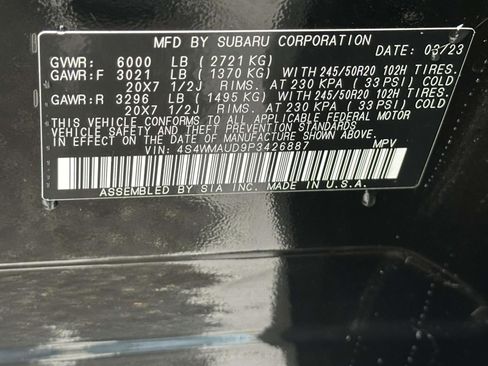 MFD BY SUBARU CORPORATION
DATE: 03/23
GVWR: 6000 LB (2721 KG)
GAWR:F 3021 LB (1370 KG) WITH 245/50R20 102H TIRES.
20X7 1/2J RIMS. AT 230 KPA (33 PSI) COLD
GAWR:R 3296 LB (1495 KG) WITH 245/50R20 102H TIRES.
20X7 1/2J RIMS. AT 230 KPA (33 PSI) COLD
THIS VEHICLE CONFORMS TO ALL APPLICABLE FEDERAL MOTOR
VEHICLE SAFETY AND THEFT PREVENTION STANDARDS
IN EFFECT ON THE DATE OF MANUFACTURE SHOWN ABOVE.
VIN: 4S4WMAUD9P3426887 MPV
ASSEMBLED BY SIA INC. MADE IN U.S.A.